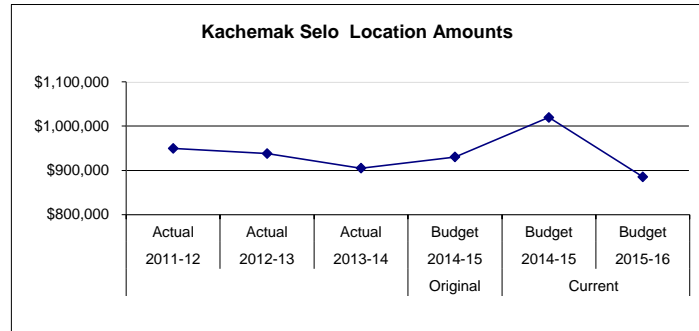 Kachemak Selo Location Amounts
$1,100,000
$1,000,000
$900,000
$800,000
Actual Actual Actual Budget Budget Budget
2011-12 2012-13 2013-14 2014-15 2014-15 2015-16
Original Current